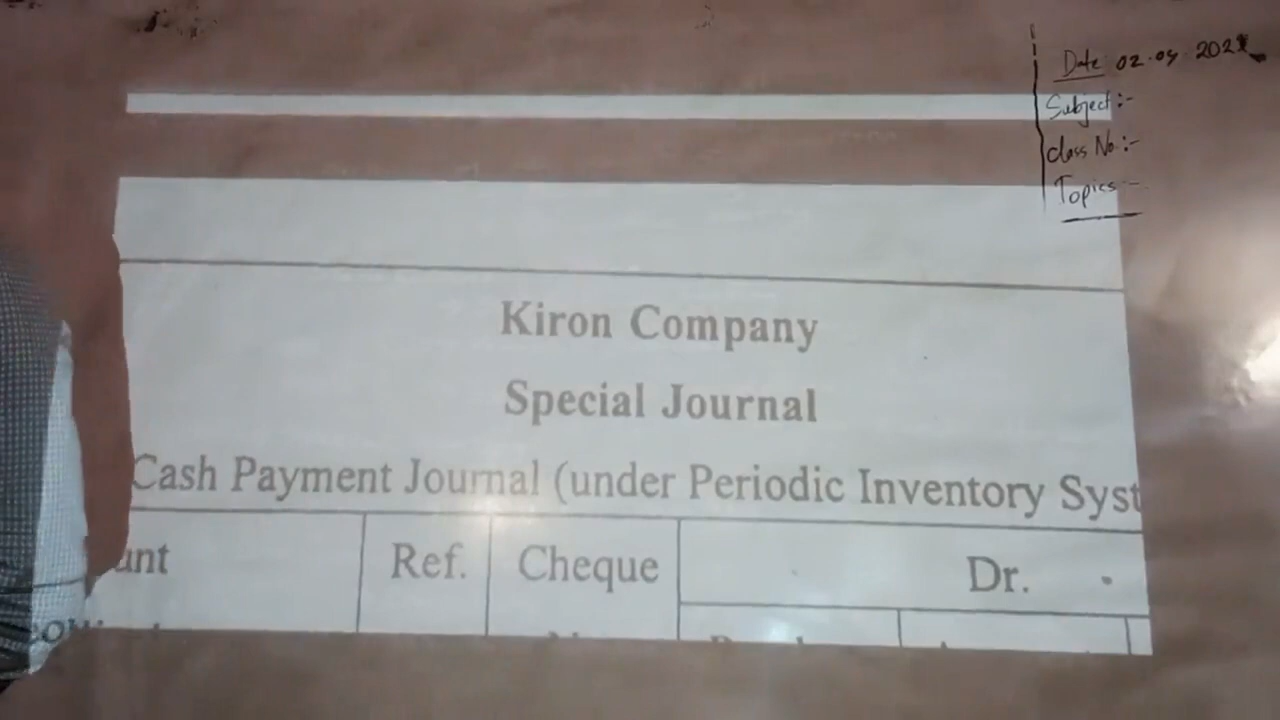 Date 02.04.202
Subject:-
Class No:-
Topics -
Kiron Company
Special Journal
Cash Payment Journal (under Periodic Inventory Syst
unt Ref. Cheque Dr.